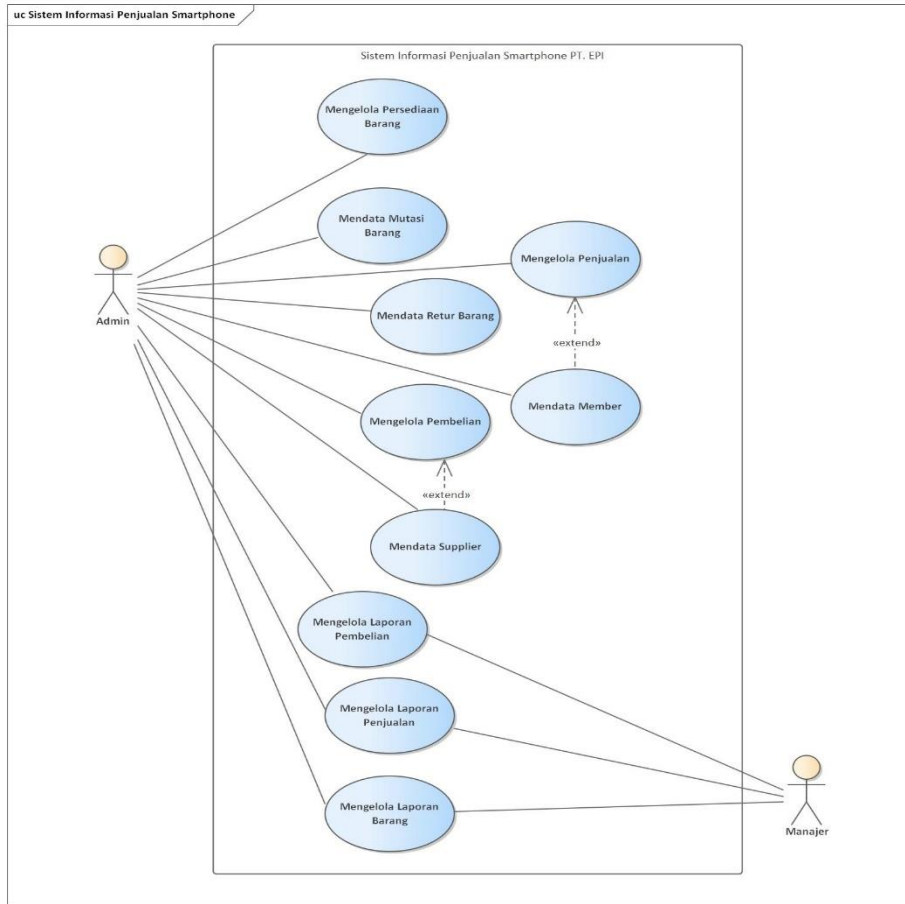 uc Sistem Informasi Penjualan Smartphone
Sistem Informasi Penjualan Smartphone PT. EPI
Mengelola Persediaan
Barang
Mendata Mutasi
Barang
Mengelola Penjualan
Admin
Mendata Retur Barang
«extend»
Mendata Member
Mengelola Pembelian
«extend»
Mendata Supplier
Mengelola Laporan
Pembelian
Mengelola Laporan
Penjualan
Mengelola Laporan
Barang
Manajer